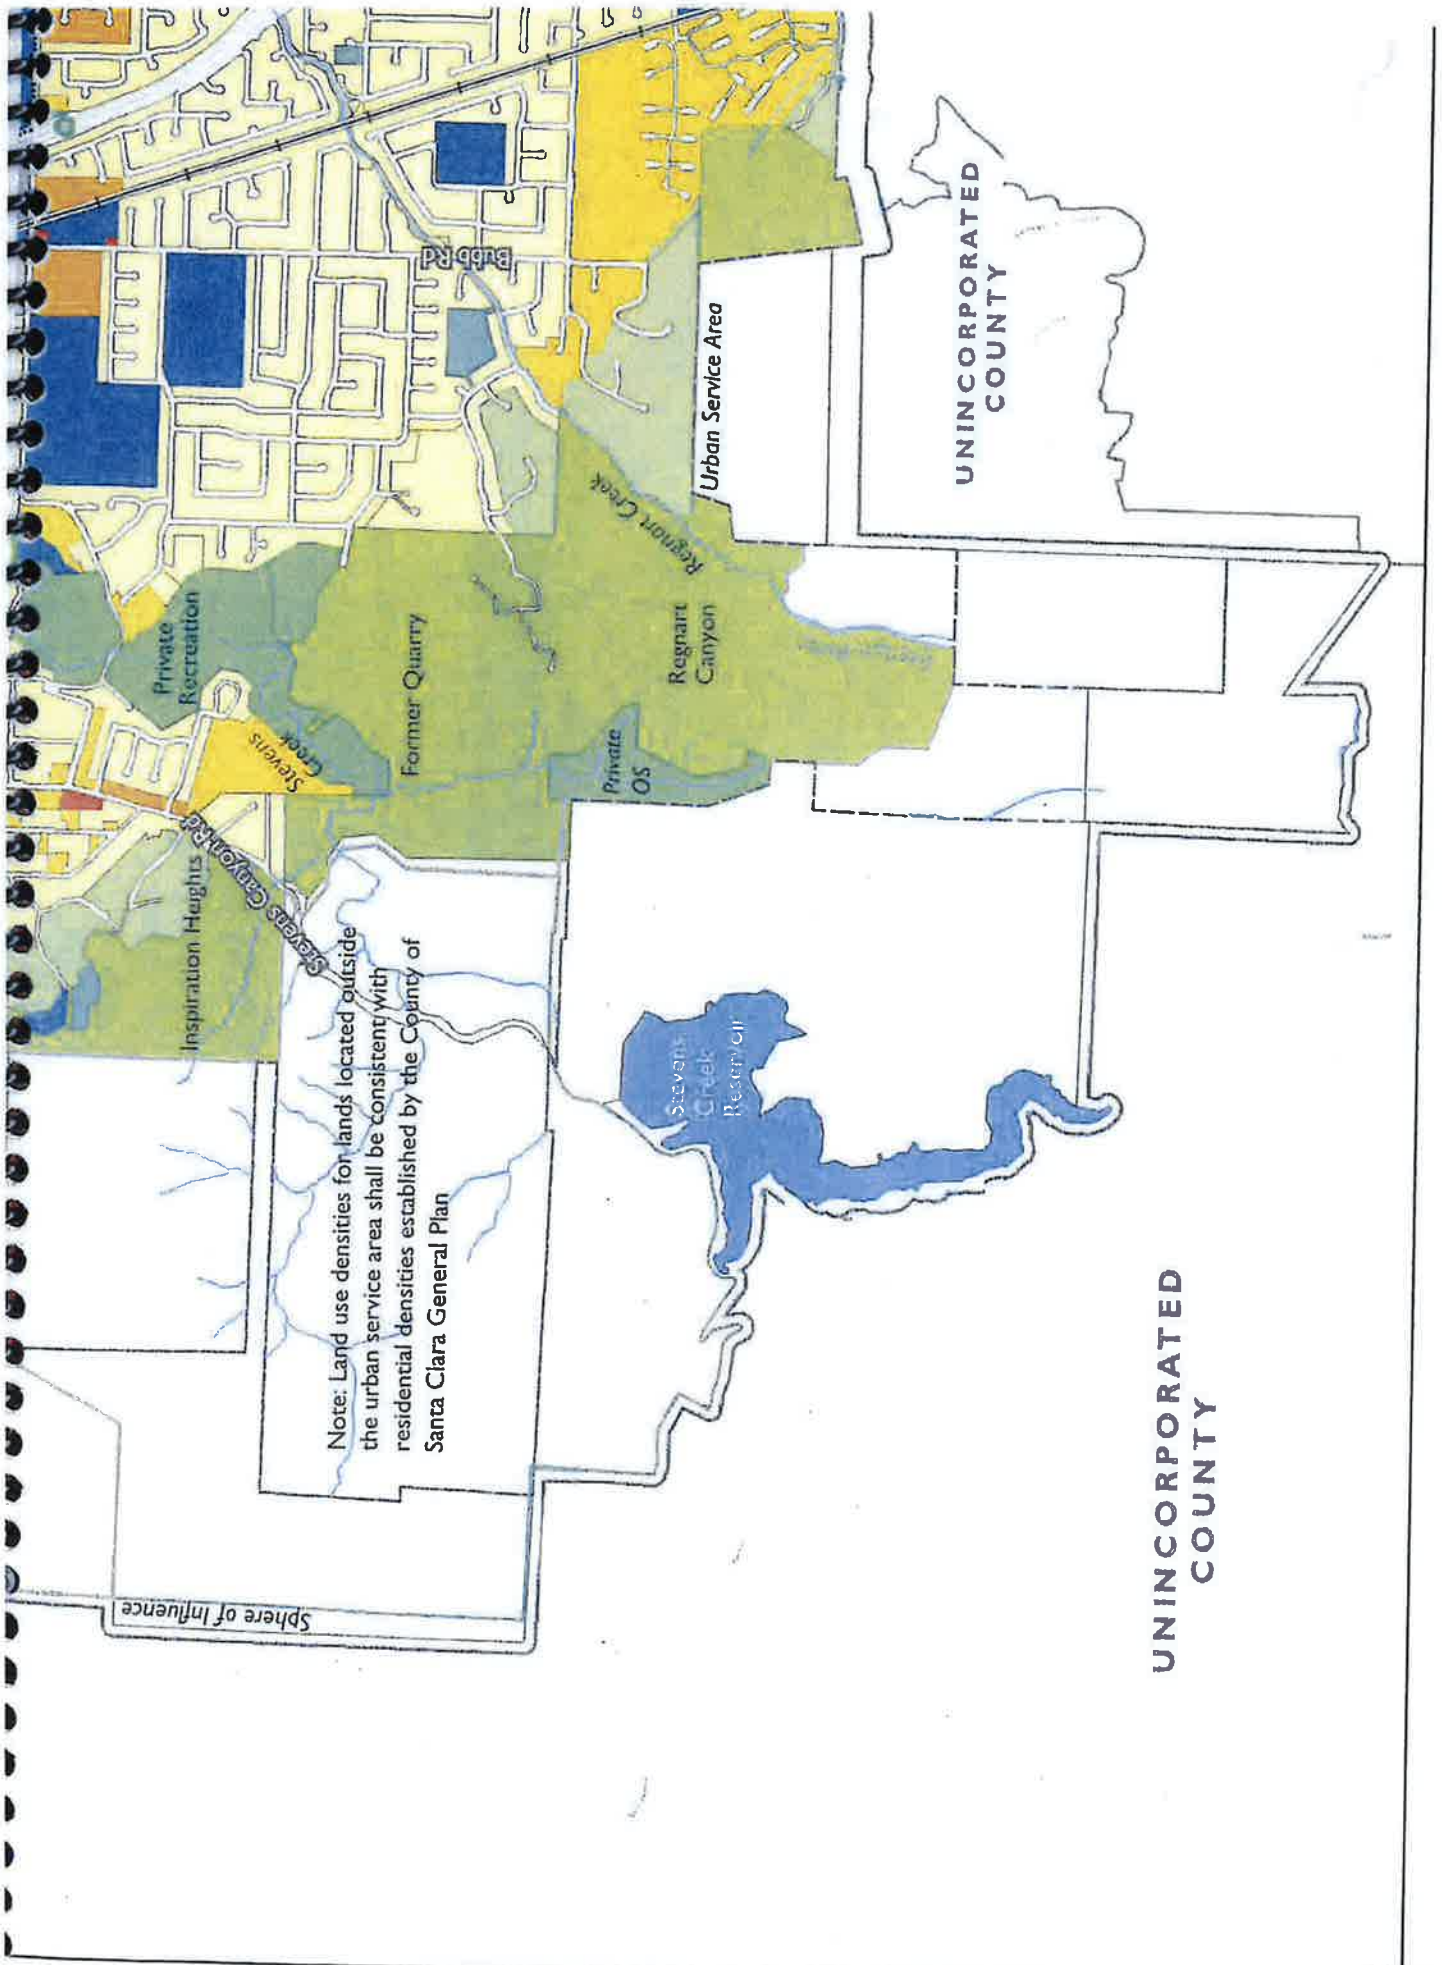 Bubb Rd
Private
Recreation
Stevens
Creek
Former Quarry
Regnart Creek
Regnart
Canyon
Private
OS
Urban Service Area
UNINCORPORATED
COUNTY
Inspiration Heights
Stevens Canyon Rd
Note: Land use densities for lands located outside
the urban service area shall be consistent with
residential densities established by the County of
Santa Clara General Plan
Stevens
Creek
Reservoir
Sphere of Influence
UNINCORPORATED
COUNTY